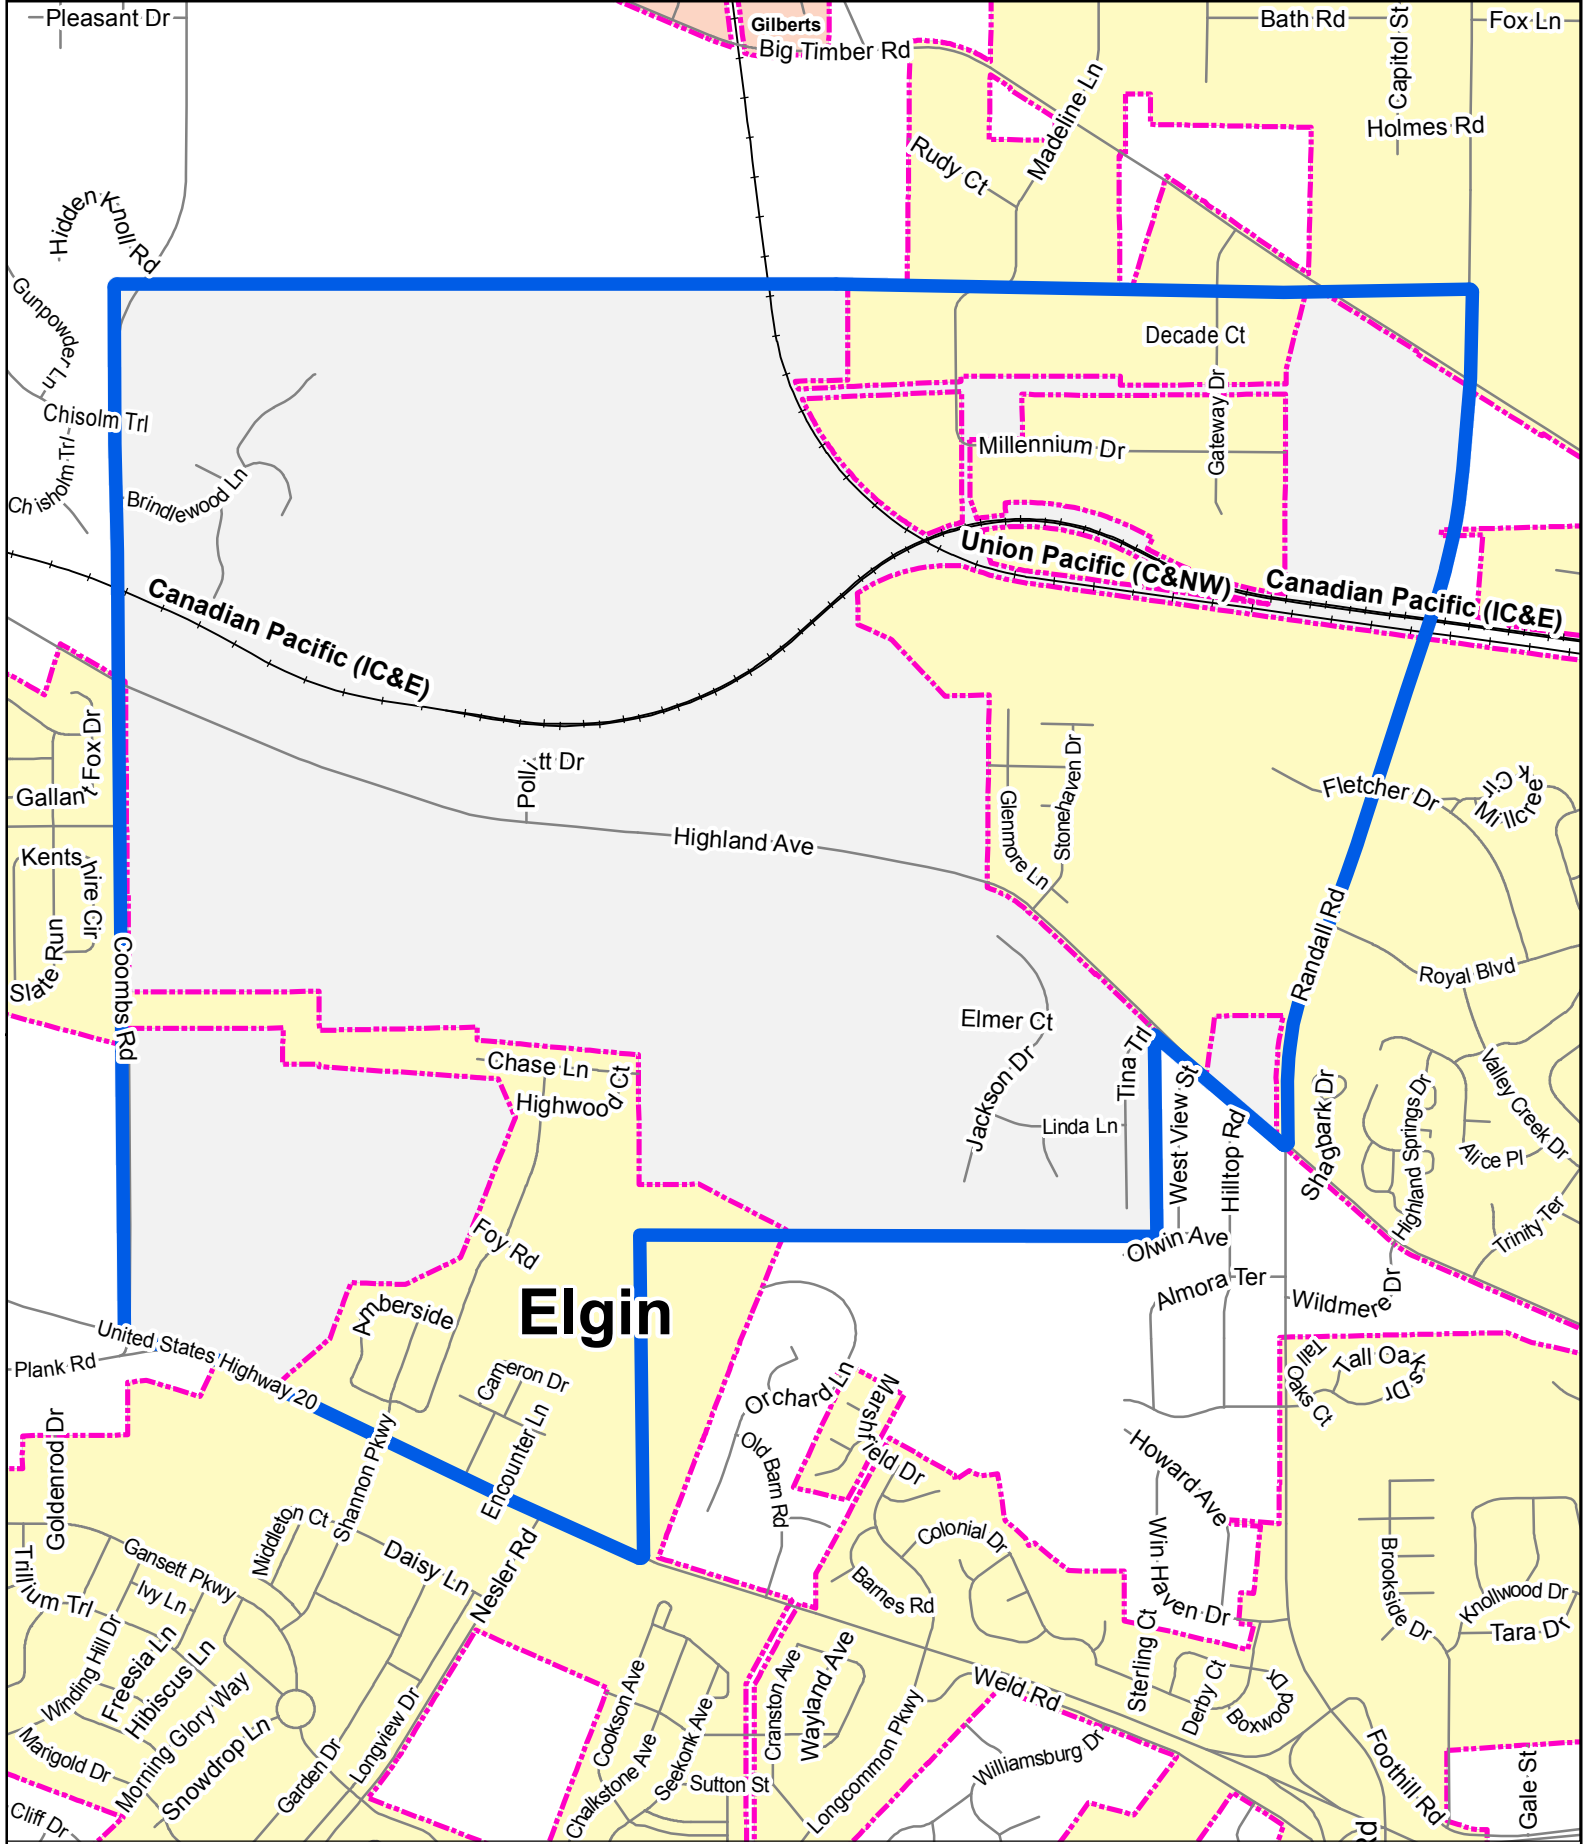 Pleasant Dr
Gilberts
Big Timber Rd
Bath Rd
Capitol St
Fox Ln
Holmes Rd
Madeline Ln
Rudy Ct
Hidden Knoll Rd
Gunpowder Ln
Chisolm Trl
Chisholm Trl
Brindlewood Ln
Decade Ct
Gateway Dr
Millennium Dr
Union Pacific (C&NW)
Canadian Pacific (IC&E)
Canadian Pacific (IC&E)
Gallant Fox Dr
Pollitt Dr
Highland Ave
Glenmore Ln
Stonehaven Dr
Fletcher Dr
Millcreek Cir
Kentshire Cir
Slate Run
Coombs Rd
Randall Rd
Royal Blvd
Elmer Ct
Jackson Dr
Linda Ln
Tina Trl
West View St
Hilltop Rd
Shagbark Dr
Highland Springs Dr
Valley Creek Dr
Alice Pl
Trinity Ter
Chase Ln
Highwood Ct
Foy Rd
Olwin Ave
Almora Ter
Wildmere Dr
Elgin
Amberside
United States Highway 20
Plank Rd
Cameron Dr
Encounter Ln
Orchard Ln
Old Barn Rd
Marshfield Dr
Tall Oaks Ct
Tall Oaks Dr
Goldenrod Dr
Shannon Pkwy
Middleton Ct
Daisy Ln
Nesler Rd
Howard Ave
Win Haven Dr
Colonial Dr
Barnes Rd
Brookside Dr
Knollwood Dr
Tara Dr
Trillium Trl
Gansett Pkwy
Ivy Ln
Winding Hill Dr
Freesia Ln
Hibiscus Ln
Morning Glory Way
Snowdrop Ln
Marigold Dr
Cliff Dr
Garden Dr
Longview Dr
Cookson Ave
Chalkstone Ave
Seekonk Ave
Sutton St
Cranston Ave
Wayland Ave
Longcommon Pkwy
Weld Rd
Williamsburg Dr
Sterling Ct
Derby Ct
Boxwood Dr
Foothill Rd
Gale St
Rd